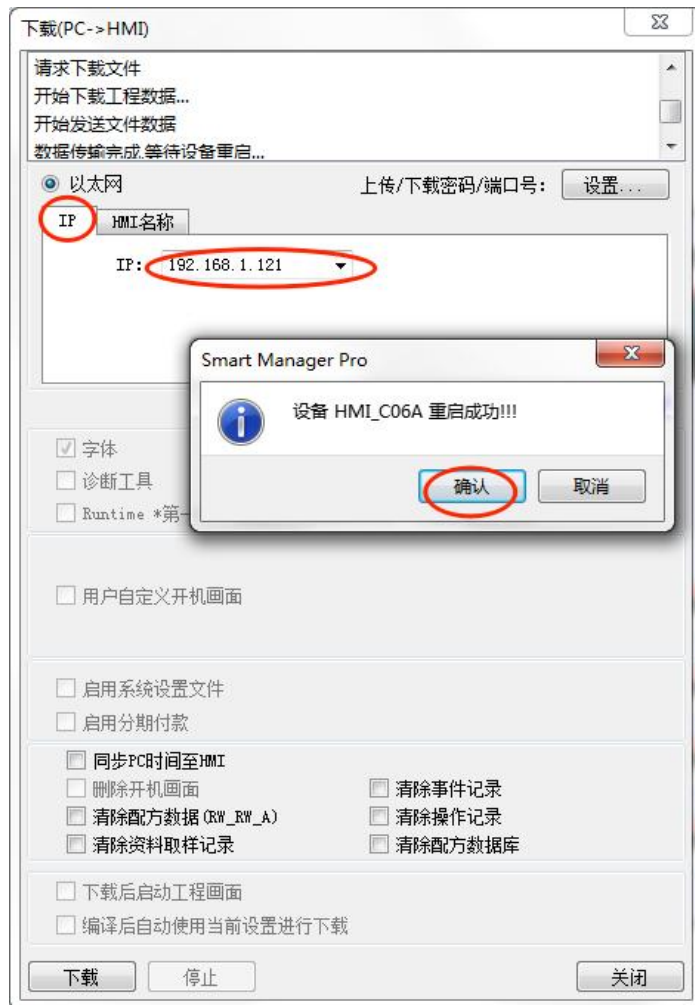 下载(PC->HMI)
请求下载文件
开始下载工程数据...
开始发送文件数据
数据传输完成,等待设备重启...
以太网
上传/下载密码/端口号:
设置...
IP
HMI名称
IP:
192.168.1.121
Smart Manager Pro
设备 HMI_C06A 重启成功!!!
确认
取消
字体
诊断工具
Runtime *第一
用户自定义开机画面
启用系统设置文件
启用分期付款
同步PC时间至HMI
删除开机画面
清除事件记录
清除配方数据(RW_RW_A)
清除操作记录
清除资料取样记录
清除配方数据库
下载后启动工程画面
编译后自动使用当前设置进行下载
下载
停止
关闭